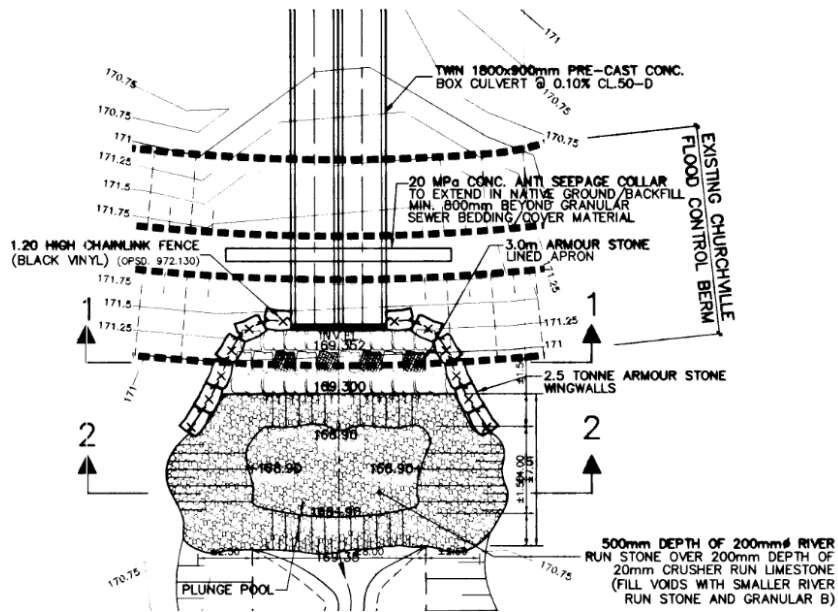 171
170.75
170.75
TWIN 1800x900mm PRE-CAST CONC.
BOX CULVERT @ 0.10% CL.50-D
170.75
171
171.25
171.5
171.75
EXISTING CHURCHVILLE
FLOOD CONTROL BERM
20 MPa CONC. ANTI SEEPAGE COLLAR
TO EXTEND IN NATIVE GROUND/BACKFILL
MIN. 800mm BEYOND GRANULAR
SEWER BEDDING/COVER MATERIAL
1.20 HIGH CHAINLINK FENCE
(BLACK VINYL) (OPSD. 972.130)
3.0m ARMOUR STONE
LINED APRON
171.75
171.5
171.25
171.25
171.25
171
1
1
INV.
169.352
171
169.300
2.5 TONNE ARMOUR STONE
WINGWALLS
2
2
168.90
168.90
168.90
168.90
169.38
PLUNGE POOL
170.75
170.75
500mm DEPTH OF 200mmø RIVER
RUN STONE OVER 200mm DEPTH OF
20mm CRUSHER RUN LIMESTONE
(FILL VOIDS WITH SMALLER RIVER
RUN STONE AND GRANULAR B)